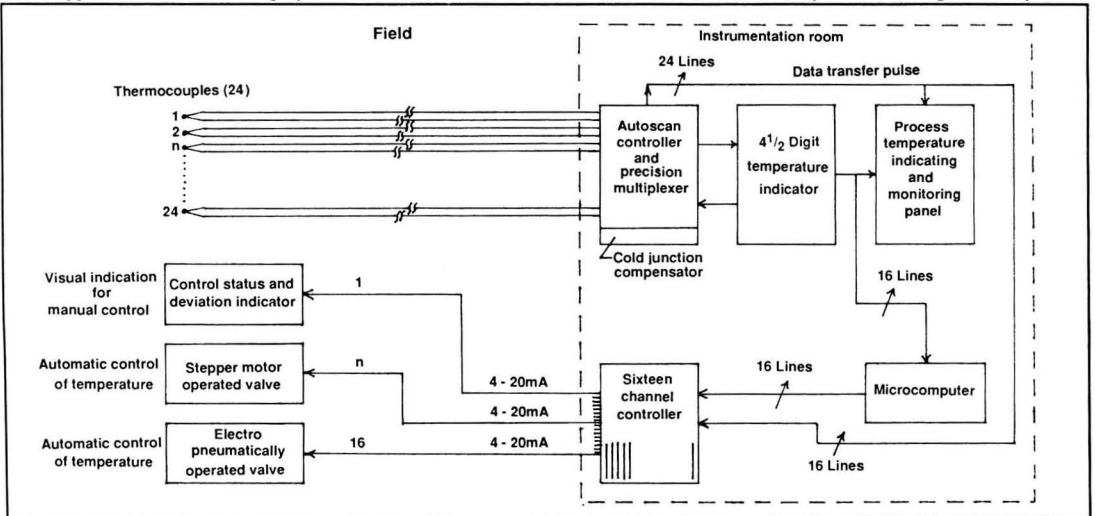 Field
Instrumentation room
24 Lines
Data transfer pulse
Thermocouples (24)
1
2
n
24
Autoscan
controller
and
precision
multiplexer
4 1/2 Digit
temperature
indicator
Process
temperature
indicating
and
monitoring
panel
Cold junction
compensator
Visual indication
for
manual control
Control status and
deviation indicator
1
16 Lines
Automatic control
of temperature
Stepper motor
operated valve
n
4 - 20mA
Sixteen
channel
controller
16 Lines
Microcomputer
4 - 20mA
Automatic control
of temperature
Electro
pneumatically
operated valve
16
4 - 20mA
16 Lines